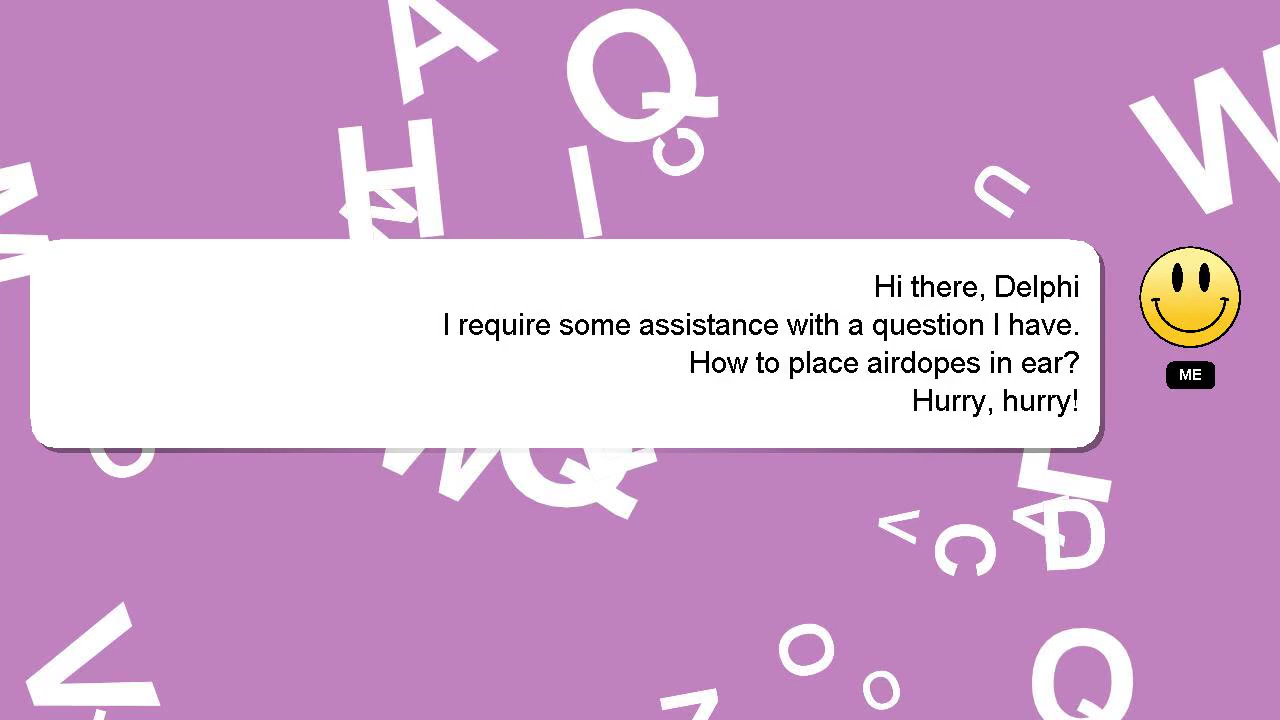 Hi there, Delphi
I require some assistance with a question I have.
How to place airdopes in ear?
Hurry, hurry!
ME
A
Q
H
I
C
U
W
L
V
C
A
D
V
O
O
Q